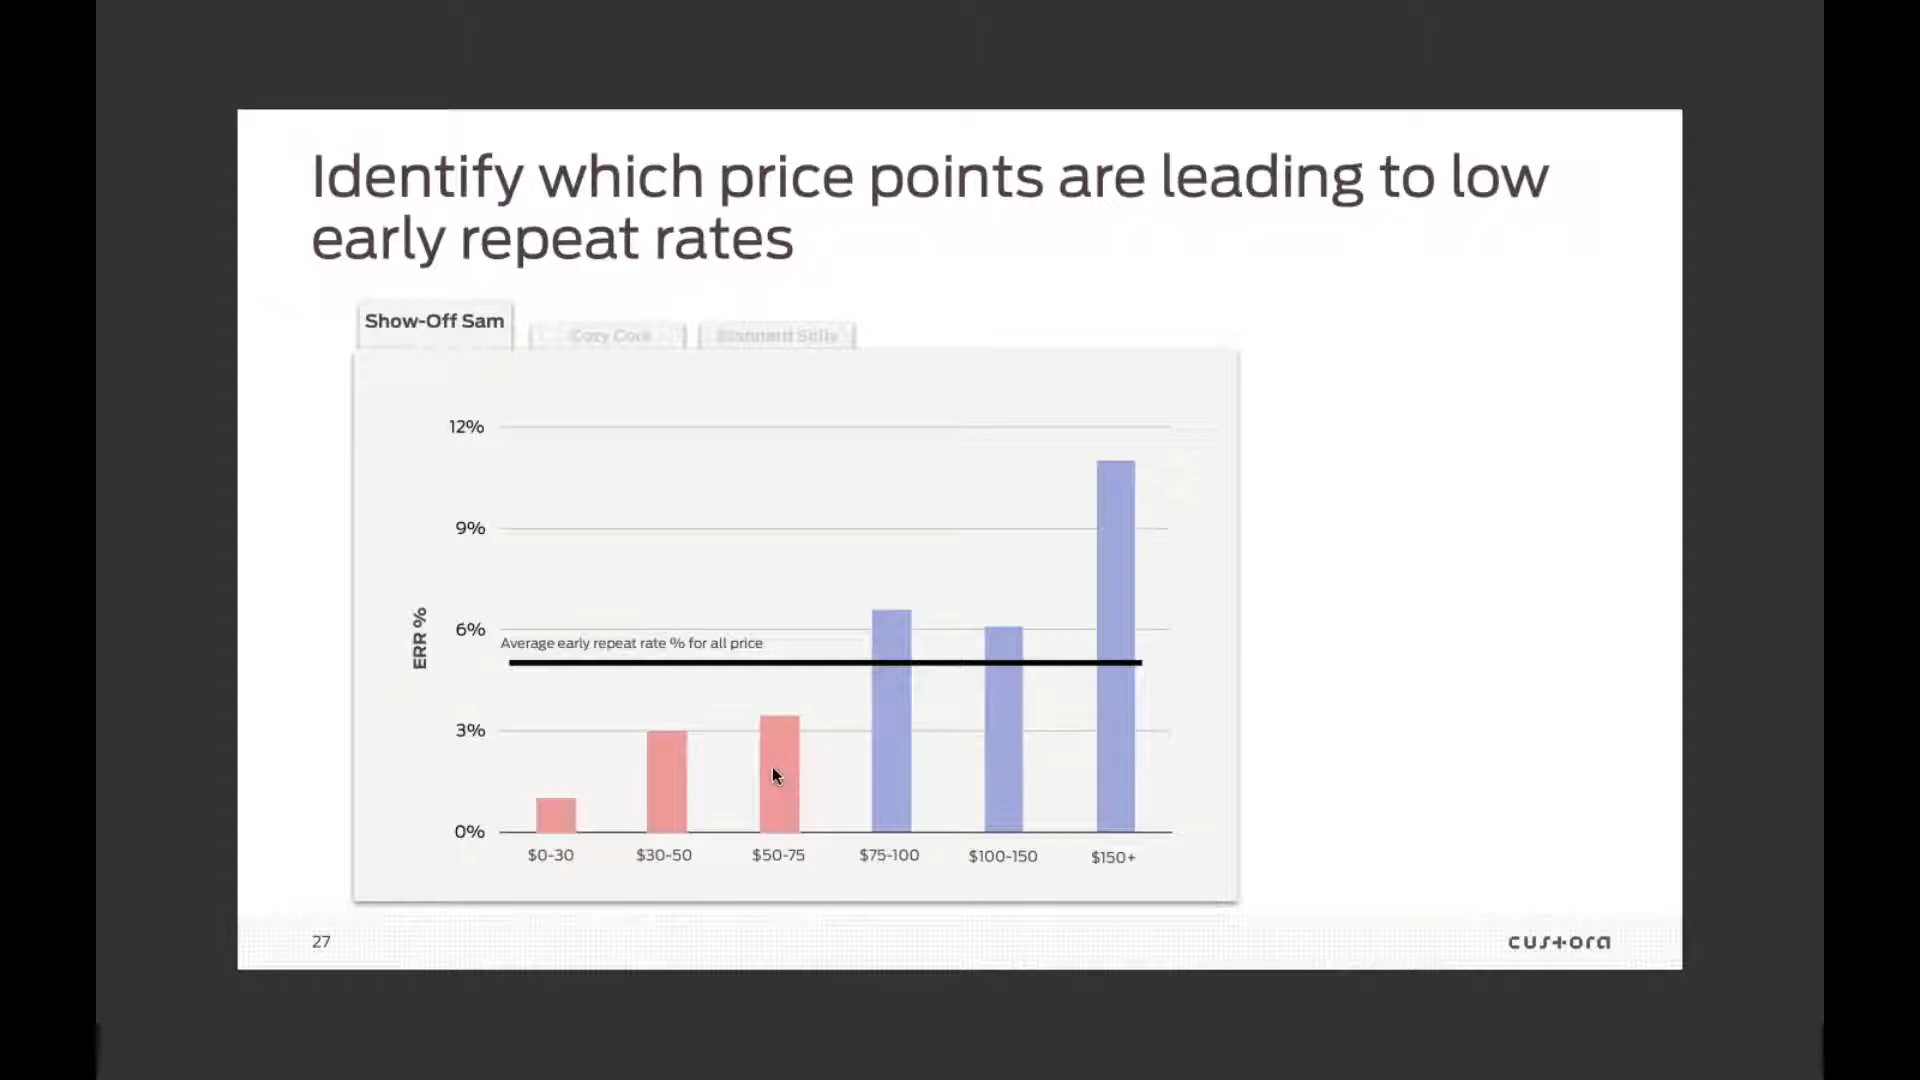 Identify which price points are leading to low
early repeat rates
Show-Off Sam
Cozy Cora
12%
9%
6%
3%
0%
ERR %
Average early repeat rate % for all price
$0-30
$30-50
$50-75
$75-100
$100-150
$150+
27
custora